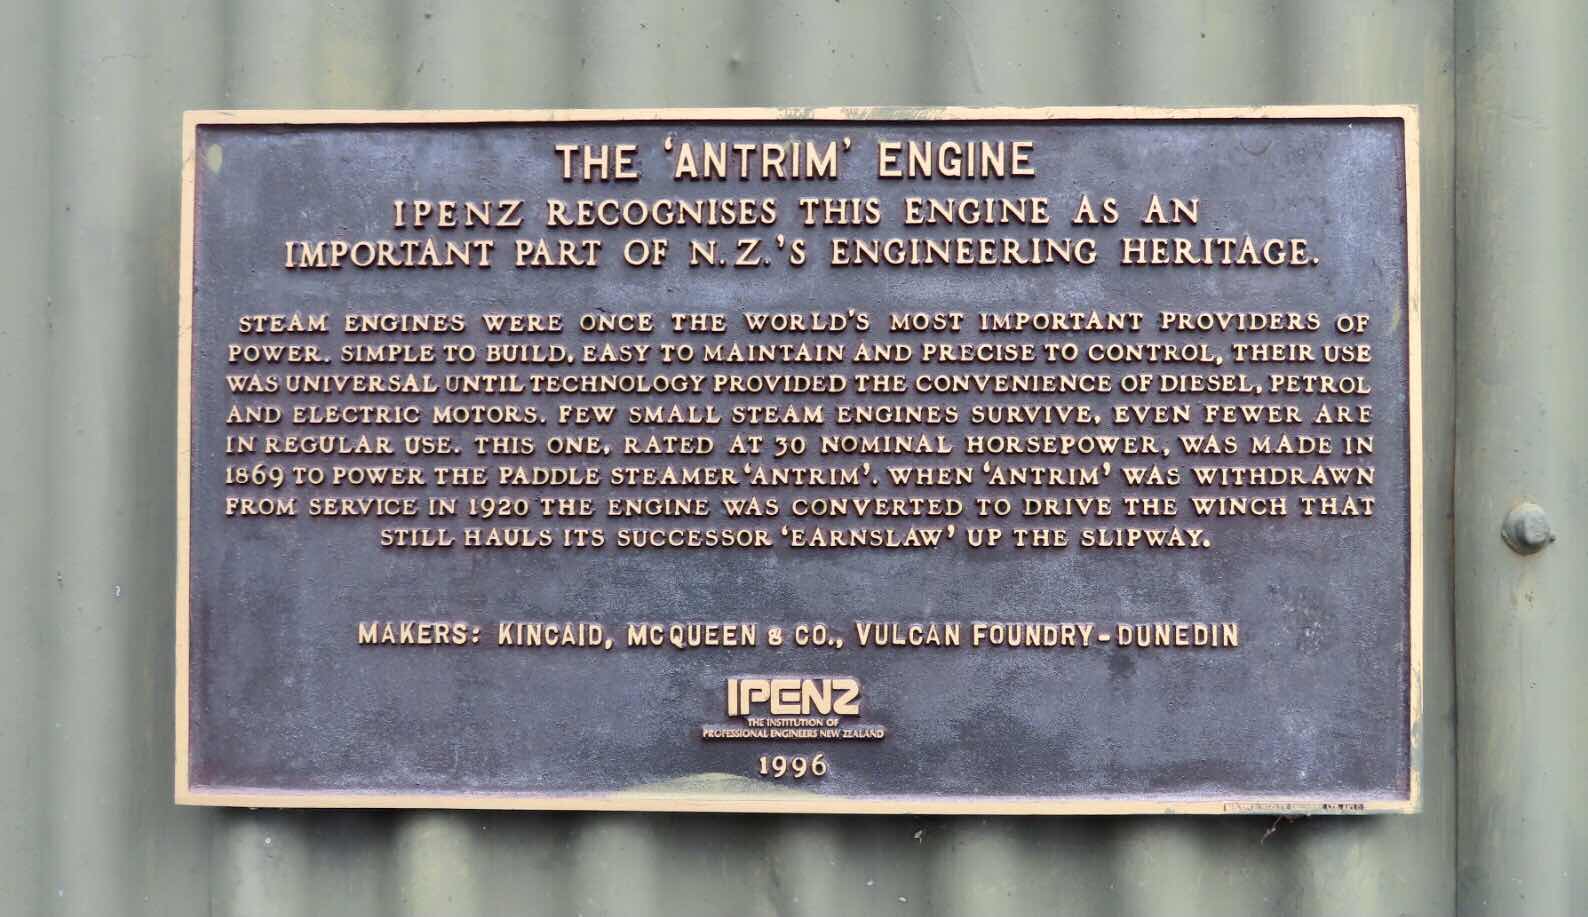 THE ‘ANTRIM’ ENGINE
IPENZ RECOGNISES THIS ENGINE AS AN
IMPORTANT PART OF N.Z.'S ENGINEERING HERITAGE.
STEAM ENGINES WERE ONCE THE WORLD'S MOST IMPORTANT PROVIDERS OF
POWER. SIMPLE TO BUILD, EASY TO MAINTAIN AND PRECISE TO CONTROL, THEIR USE
WAS UNIVERSAL UNTIL TECHNOLOGY PROVIDED THE CONVENIENCE OF DIESEL, PETROL
AND ELECTRIC MOTORS. FEW SMALL STEAM ENGINES SURVIVE, EVEN FEWER ARE
IN REGULAR USE. THIS ONE, RATED AT 30 NOMINAL HORSEPOWER, WAS MADE IN
1869 TO POWER THE PADDLE STEAMER ‘ANTRIM’. WHEN ‘ANTRIM’ WAS WITHDRAWN
FROM SERVICE IN 1920 THE ENGINE WAS CONVERTED TO DRIVE THE WINCH THAT
STILL HAULS ITS SUCCESSOR ‘EARNSLAW’ UP THE SLIPWAY.
MAKERS: KINCAID, MCQUEEN & CO., VULCAN FOUNDRY-DUNEDIN
IPENZ
THE INSTITUTION OF
PROFESSIONAL ENGINEERS NEW ZEALAND
1996